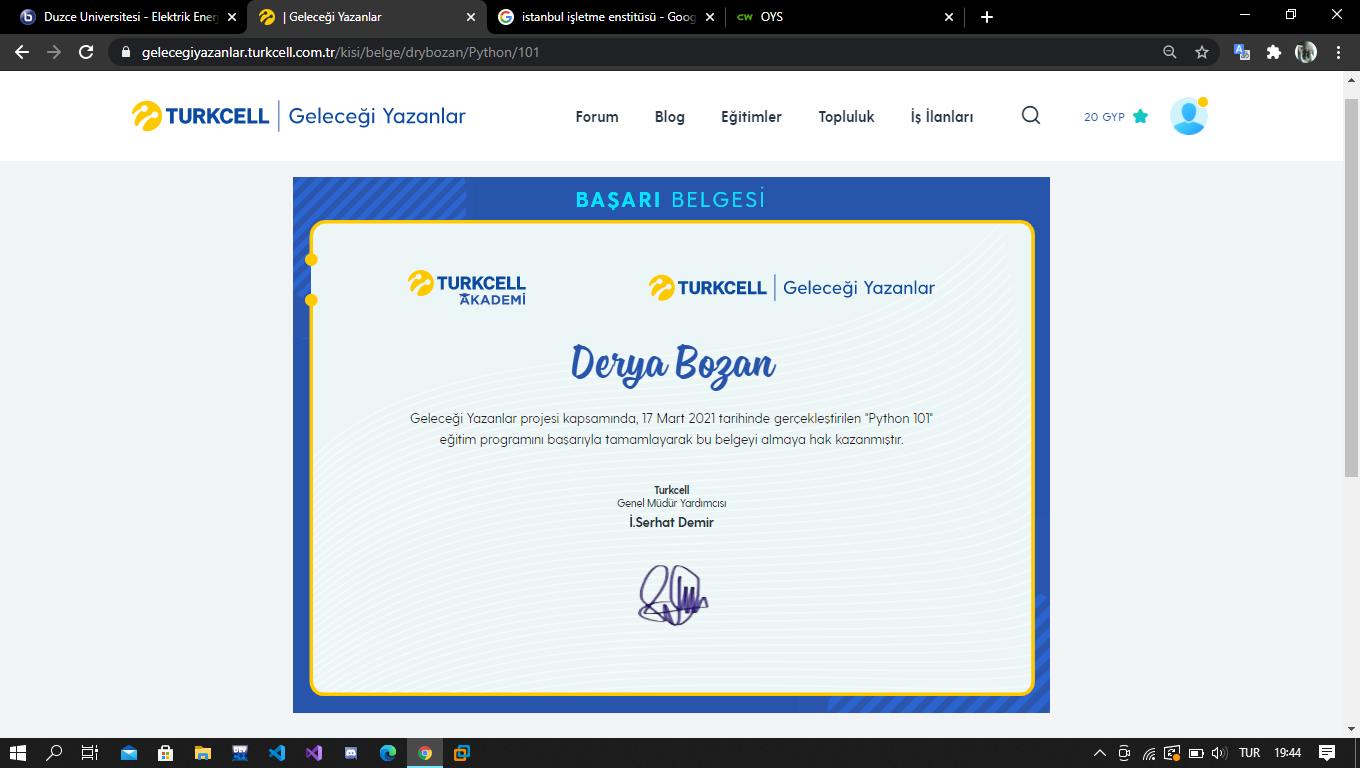 Duzce Universitesi - Elektrik Ener
| Geleceği Yazanlar
istanbul işletme enstitüsü - Goog
CW OYS
gelecegiyazanlar.turkcell.com.tr/kisi/belge/drybozan/Python/101
TURKCELL | Geleceği Yazanlar
Forum
Blog
Eğitimler
Topluluk
İş İlanları
20 GYP
BAŞARI BELGESİ
TURKCELL
AKADEMİ
TURKCELL | Geleceği Yazanlar
Derya Bozan
Geleceği Yazanlar projesi kapsamında, 17 Mart 2021 tarihinde gerçekleştirilen "Python 101"
eğitim programını başarıyla tamamlayarak bu belgeyi almaya hak kazanmıştır.
Turkcell
Genel Müdür Yardımcısı
İ.Serhat Demir
TUR
19:44